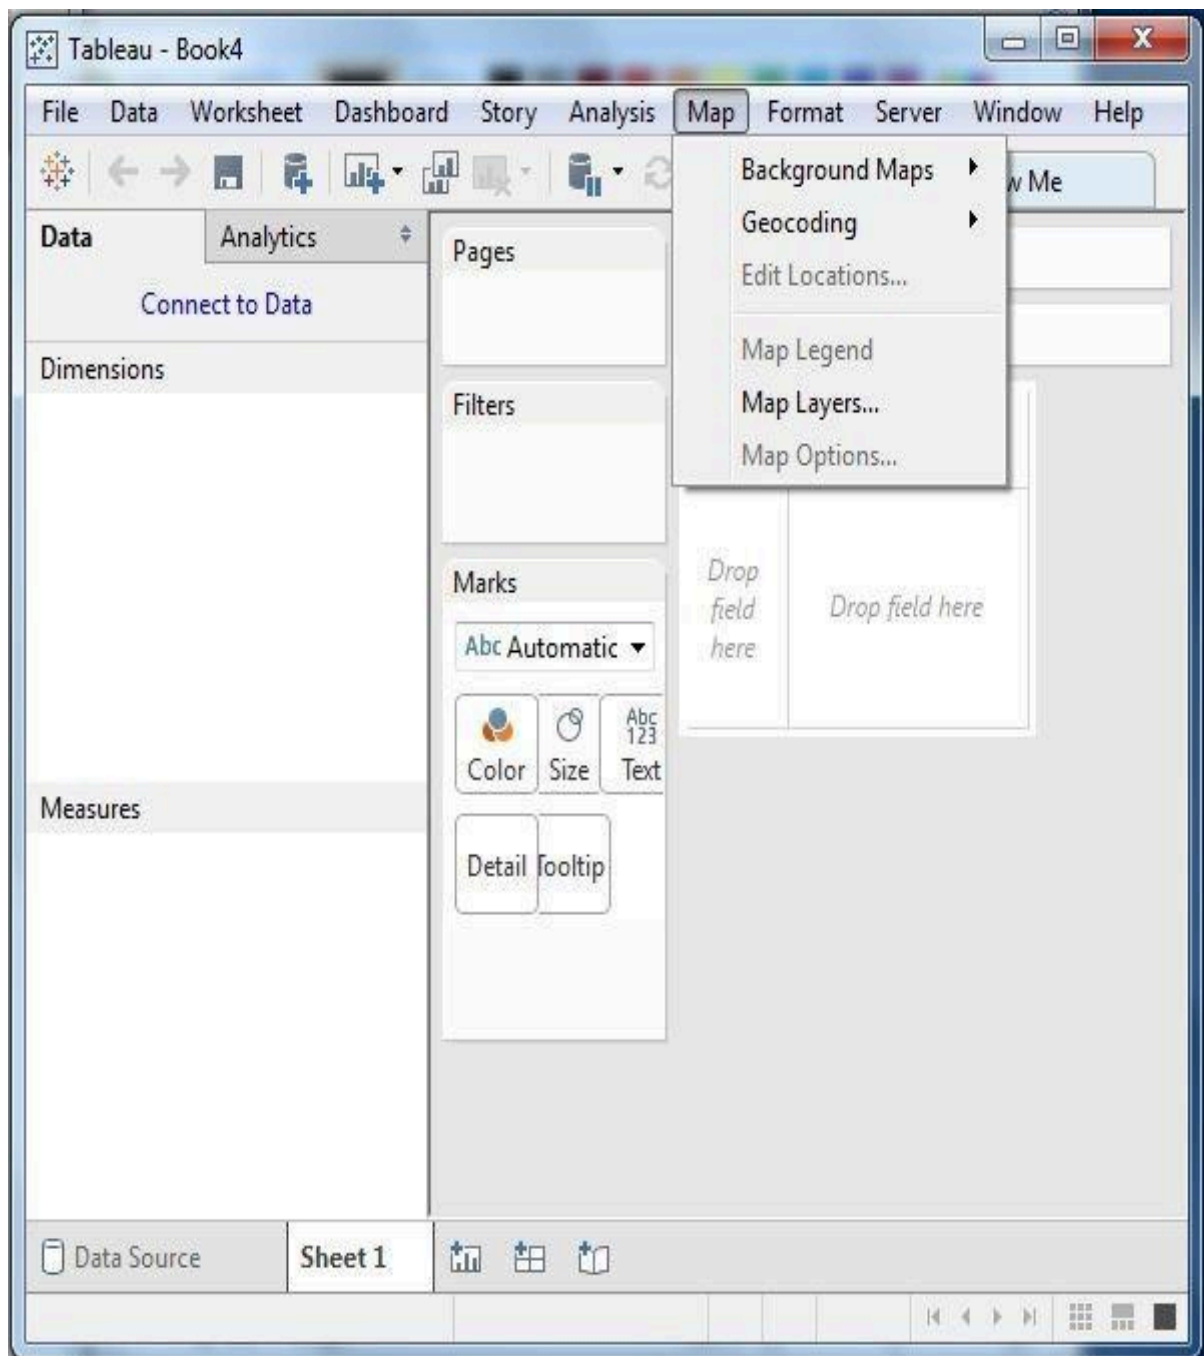 Tableau - Book4
File Data Worksheet Dashboard Story Analysis Map Format Server Window Help
Background Maps
w Me
Geocoding
Edit Locations...
Map Legend
Map Layers...
Map Options...
Data Analytics
Connect to Data
Dimensions
Measures
Pages
Filters
Marks
Abc Automatic
Color Size Abc 123 Text
Detail Tooltip
Drop
field
here
Drop field here
Data Source Sheet 1